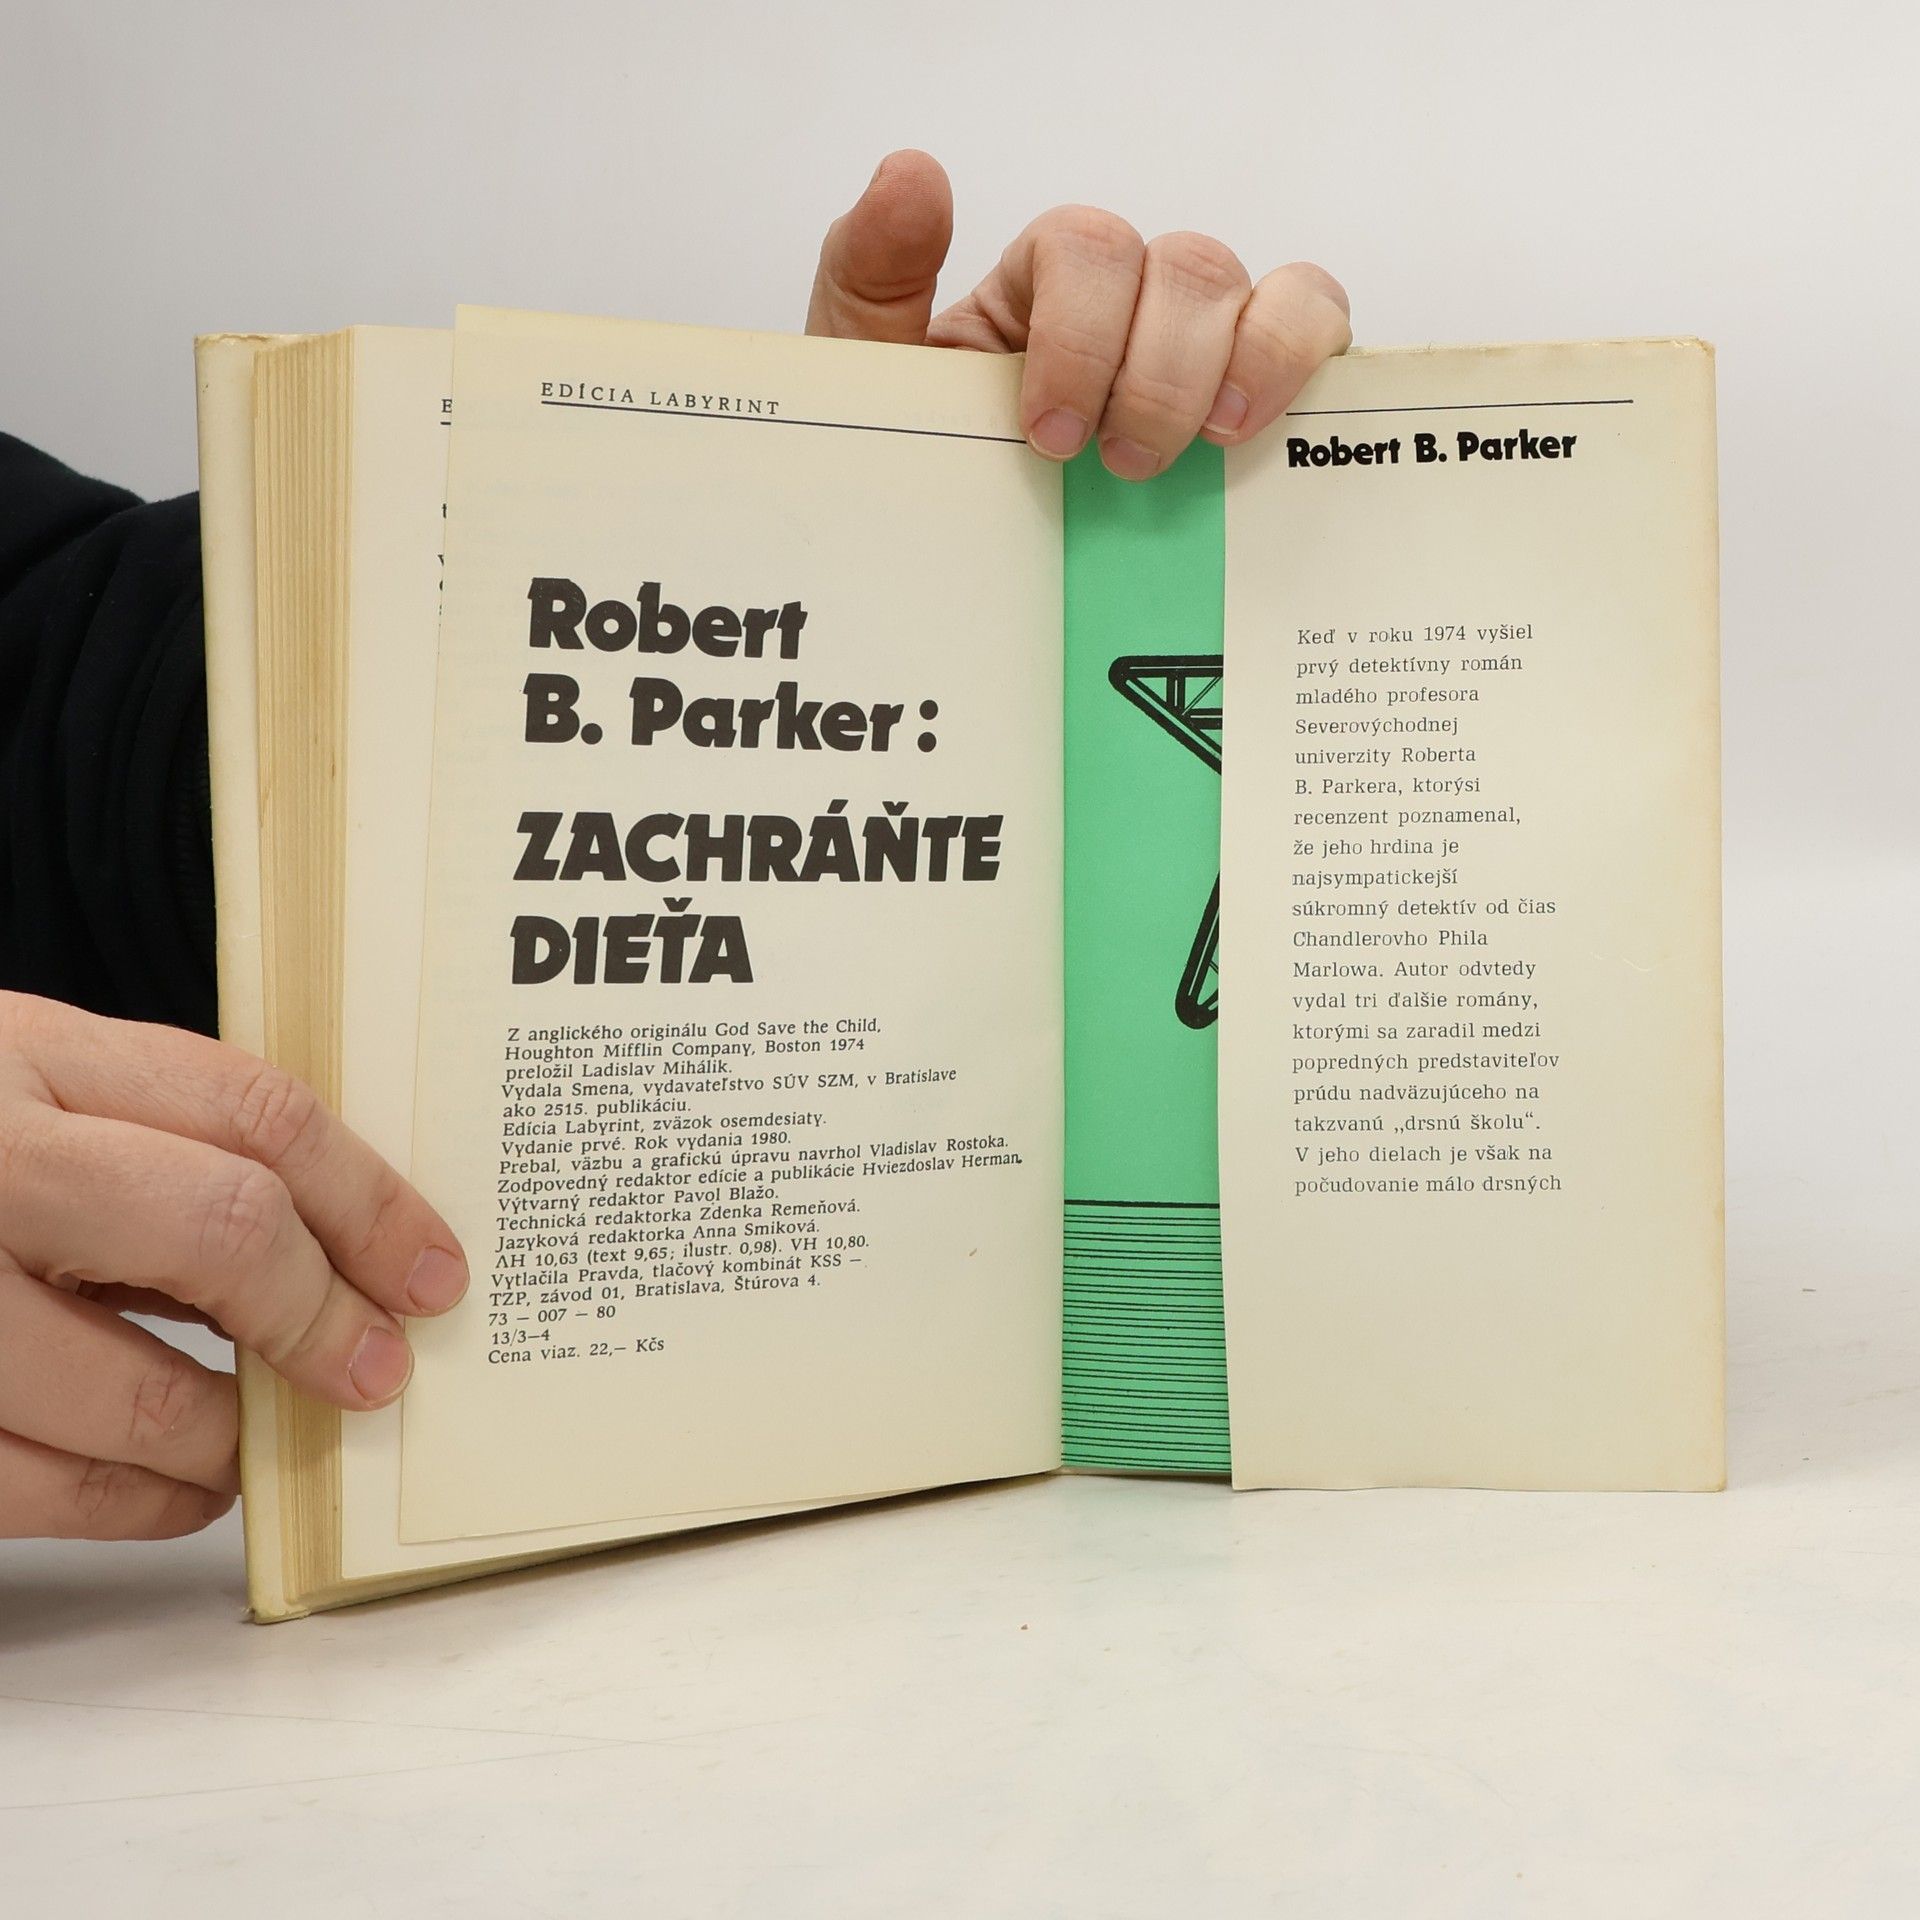 EDÍCIA LABYRINT
Robert
B. Parker:
ZACHRÁŇTE
DIEŤA
Z anglického originálu God Save the Child,
Houghton Mifflin Company, Boston 1974
preložil Ladislav Mihálik.
Vydala Smena, vydavateľstvo SÚV SZM, v Bratislave
ako 2515. publikáciu.
Edícia Labyrint, zväzok osemdesiaty.
Vydanie prvé. Rok vydania 1980.
Prebal, väzbu a grafickú úpravu navrhol Vladislav Rostoka.
Zodpovedný redaktor edície a publikácie Hviezdoslav Herman.
Výtvarný redaktor Pavol Blažo.
Technická redaktorka Zdenka Remeňová.
Jazyková redaktorka Anna Smiková.
AH 10,63 (text 9,65; ilustr. 0,98). VH 10,80.
Vytlačila Pravda, tlačový kombinát KSS –
TZP, závod 01, Bratislava, Štúrova 4.
73 — 007 — 80
13/3—4
Cena viaz. 22,— Kčs
Robert B. Parker
Keď v roku 1974 vyšiel
prvý detektívny román
mladého profesora
Severovýchodnej
univerzity Roberta
B. Parkera, ktorýsi
recenzent poznamenal,
že jeho hrdina je
najsympatickejší
súkromný detektív od čias
Chandlerovho Phila
Marlowa. Autor odvtedy
vydal tri ďalšie romány,
ktorými sa zaradil medzi
popredných predstaviteľov
prúdu nadväzujúceho na
takzvanú „drsnú školu“.
V jeho dielach je však na
počudovanie málo drsných